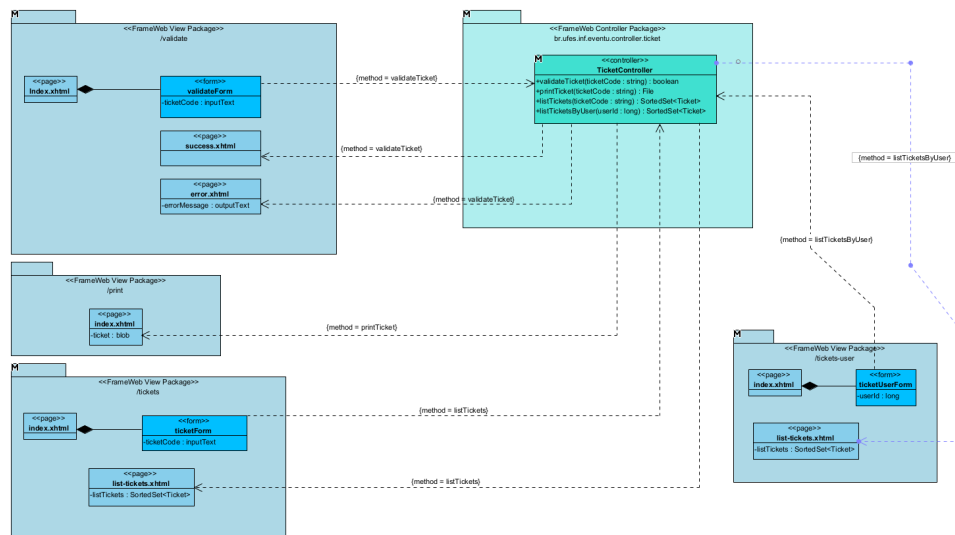 M
<<FrameWeb View Package>>
/validate
<<page>>
Index.xhtml
<<form>>
validateForm
-ticketCode : inputText
<<page>>
success.xhtml
<<page>>
error.xhtml
-errorMessage : outputText
{method = validateTicket}
{method = validateTicket}
{method = validateTicket}
M
<<FrameWeb Controller Package>>
br.ufes.inf.eventu.controller.ticket
M
<<controller>>
TicketController
+validateTicket(ticketCode : string) : boolean
+printTicket(ticketCode : string) : File
+listTickets(ticketCode : string) : SortedSet<Ticket>
+listTicketsByUser(userId : long) : SortedSet<Ticket>
{method = listTicketsByUser}
{method = listTicketsByUser}
<<FrameWeb View Package>>
/print
<<page>>
index.xhtml
-ticket : blob
{method = printTicket}
M
<<FrameWeb View Package>>
/tickets
<<page>>
index.xhtml
<<form>>
ticketForm
-ticketCode : inputText
<<page>>
list-tickets.xhtml
-listTickets : SortedSet<Ticket>
{method = listTickets}
{method = listTickets}
M
<<FrameWeb View Package>>
/tickets-user
<<page>>
index.xhtml
<<form>>
ticketUserForm
-userId : long
<<page>>
list-tickets.xhtml
-listTickets : SortedSet<Ticket>